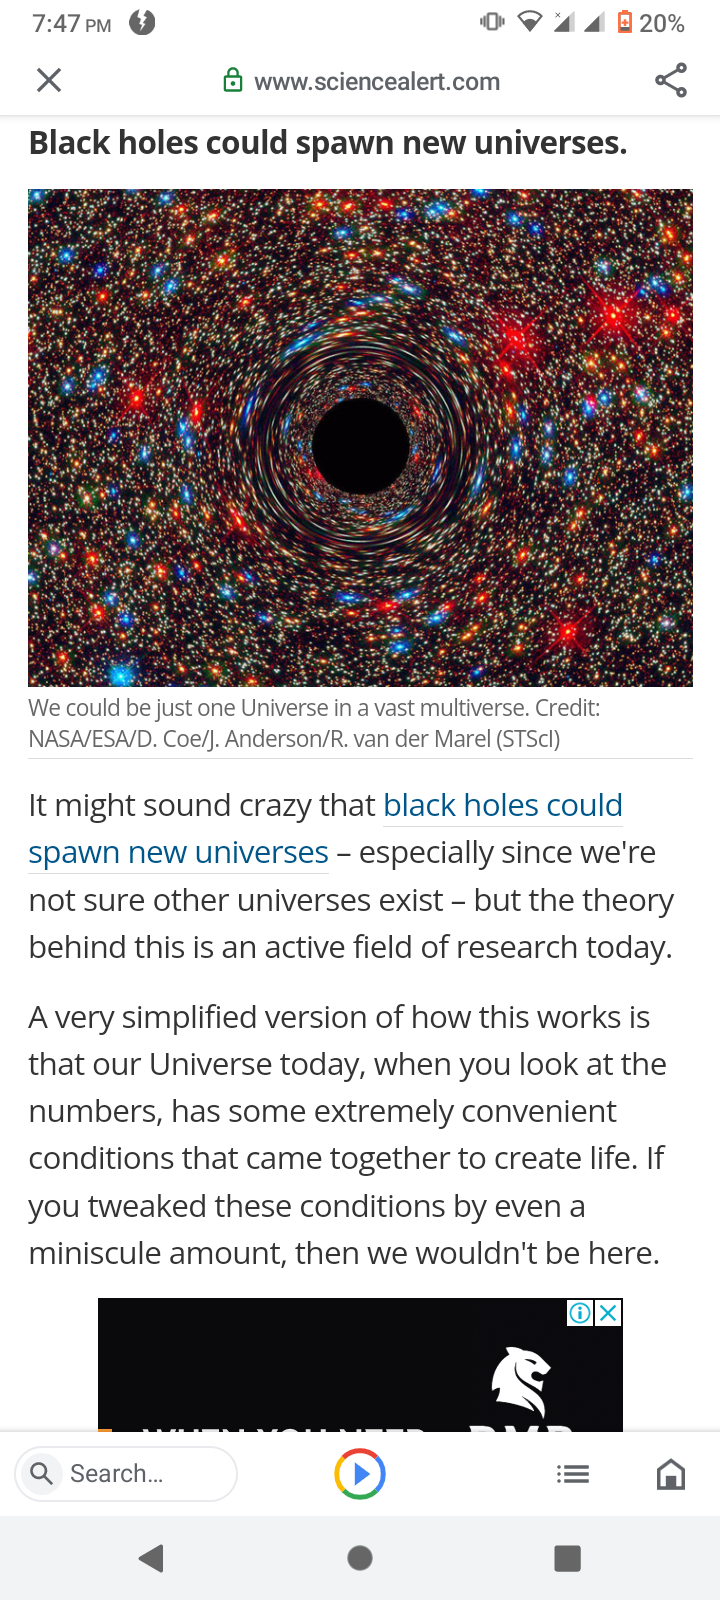 7:47 PM
20%
www.sciencealert.com
Black holes could spawn new universes.
We could be just one Universe in a vast multiverse. Credit:
NASA/ESA/D. Coe/J. Anderson/R. van der Marel (STScI)
It might sound crazy that black holes could
spawn new universes – especially since we're
not sure other universes exist – but the theory
behind this is an active field of research today.
A very simplified version of how this works is
that our Universe today, when you look at the
numbers, has some extremely convenient
conditions that came together to create life. If
you tweaked these conditions by even a
miniscule amount, then we wouldn't be here.
WHEN YOU NEED
Search...